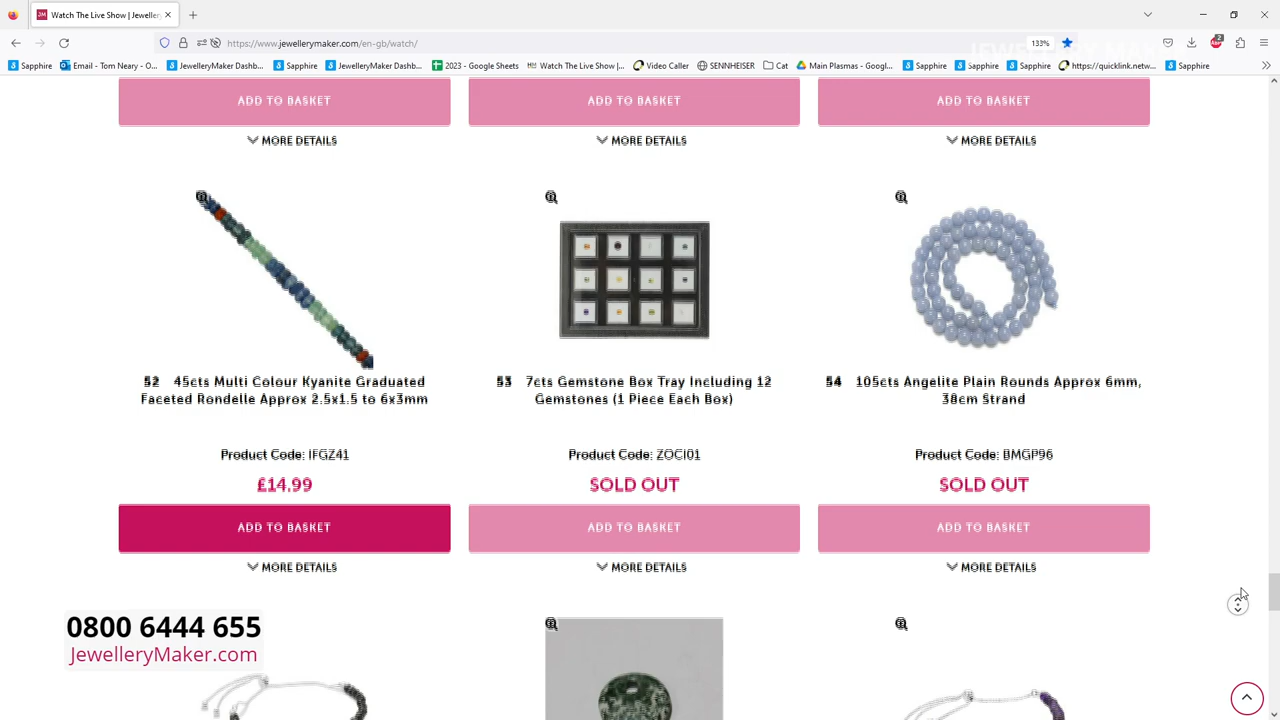 Watch The Live Show | Jeweller
https://www.jewellerymaker.com/en-gb/watch/
133%
2
Sapphire Email - Tom Neary - O... JewelleryMaker Dashb... Sapphire JewelleryMaker Dashb... 2023 - Google Sheets Watch The Live Show |... Video Caller SENNHEISER Cat Main Plasmas - Googl... Sapphire Sapphire Sapphire https://quicklink.netw... Sapphire
ADD TO BASKET ADD TO BASKET ADD TO BASKET
MORE DETAILS MORE DETAILS MORE DETAILS
52 45cts Multi Colour Kyanite Graduated
Faceted Rondelle Approx 2.5x1.5 to 6x3mm
Product Code: IFGZ41
£14.99
ADD TO BASKET
MORE DETAILS
53 7cts Gemstone Box Tray Including 12
Gemstones (1 Piece Each Box)
Product Code: ZOCI01
SOLD OUT
ADD TO BASKET
MORE DETAILS
54 105cts Angelite Plain Rounds Approx 6mm,
38cm Strand
Product Code: BMGP96
SOLD OUT
ADD TO BASKET
MORE DETAILS
0800 6444 655
JewelleryMaker.com